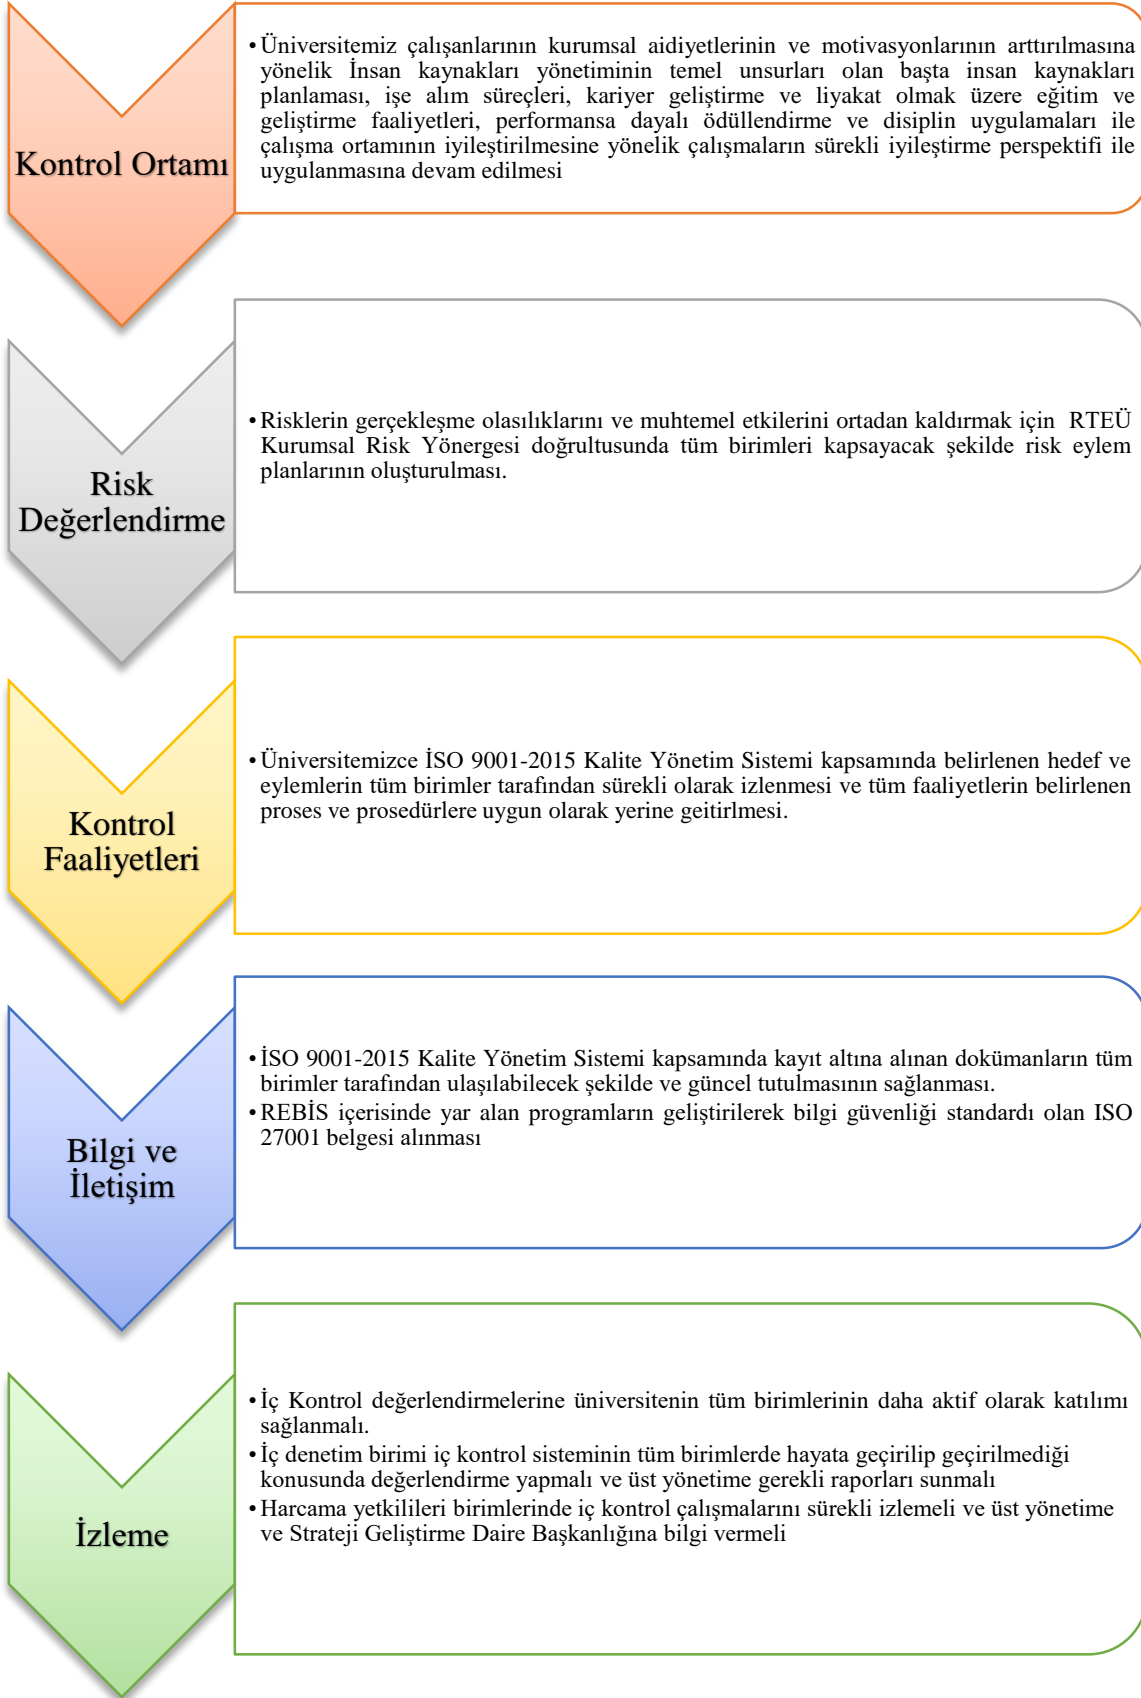 Kontrol Ortamı
•Üniversitemiz çalışanlarının kurumsal aidiyetlerinin ve motivasyonlarının arttırılmasına
yönelik İnsan kaynakları yönetiminin temel unsurları olan başta insan kaynakları
planlaması, işe alım süreçleri, kariyer geliştirme ve liyakat olmak üzere eğitim ve
geliştirme faaliyetleri, performansa dayalı ödüllendirme ve disiplin uygulamaları ile
çalışma ortamının iyileştirilmesine yönelik çalışmaların sürekli iyileştirme perspektifi ile
uygulanmasına devam edilmesi
Risk
Değerlendirme
•Risklerin gerçekleşme olasılıklarını ve muhtemel etkilerini ortadan kaldırmak için RTEÜ
Kurumsal Risk Yönergesi doğrultusunda tüm birimleri kapsayacak şekilde risk eylem
planlarının oluşturulması.
Kontrol
Faaliyetleri
•Üniversitemizce İSO 9001-2015 Kalite Yönetim Sistemi kapsamında belirlenen hedef ve
eylemlerin tüm birimler tarafından sürekli olarak izlenmesi ve tüm faaliyetlerin belirlenen
proses ve prosedürlere uygun olarak yerine geitirilmesi.
Bilgi ve
İletişim
•İSO 9001-2015 Kalite Yönetim Sistemi kapsamında kayıt altına alınan dokümanların tüm
birimler tarafından ulaşılabilecek şekilde ve güncel tutulmasının sağlanması.
•REBİS içerisinde yar alan programların geliştirilerek bilgi güvenliği standardı olan ISO
27001 belgesi alınması
İzleme
•İç Kontrol değerlendirmelerine üniversitenin tüm birimlerinin daha aktif olarak katılımı
sağlanmalı.
•İç denetim birimi iç kontrol sisteminin tüm birimlerde hayata geçirilip geçirilmediği
konusunda değerlendirme yapmalı ve üst yönetime gerekli raporları sunmalı
•Harcama yetkilileri birimlerinde iç kontrol çalışmalarını sürekli izlemeli ve üst yönetime
ve Strateji Geliştirme Daire Başkanlığına bilgi vermeli